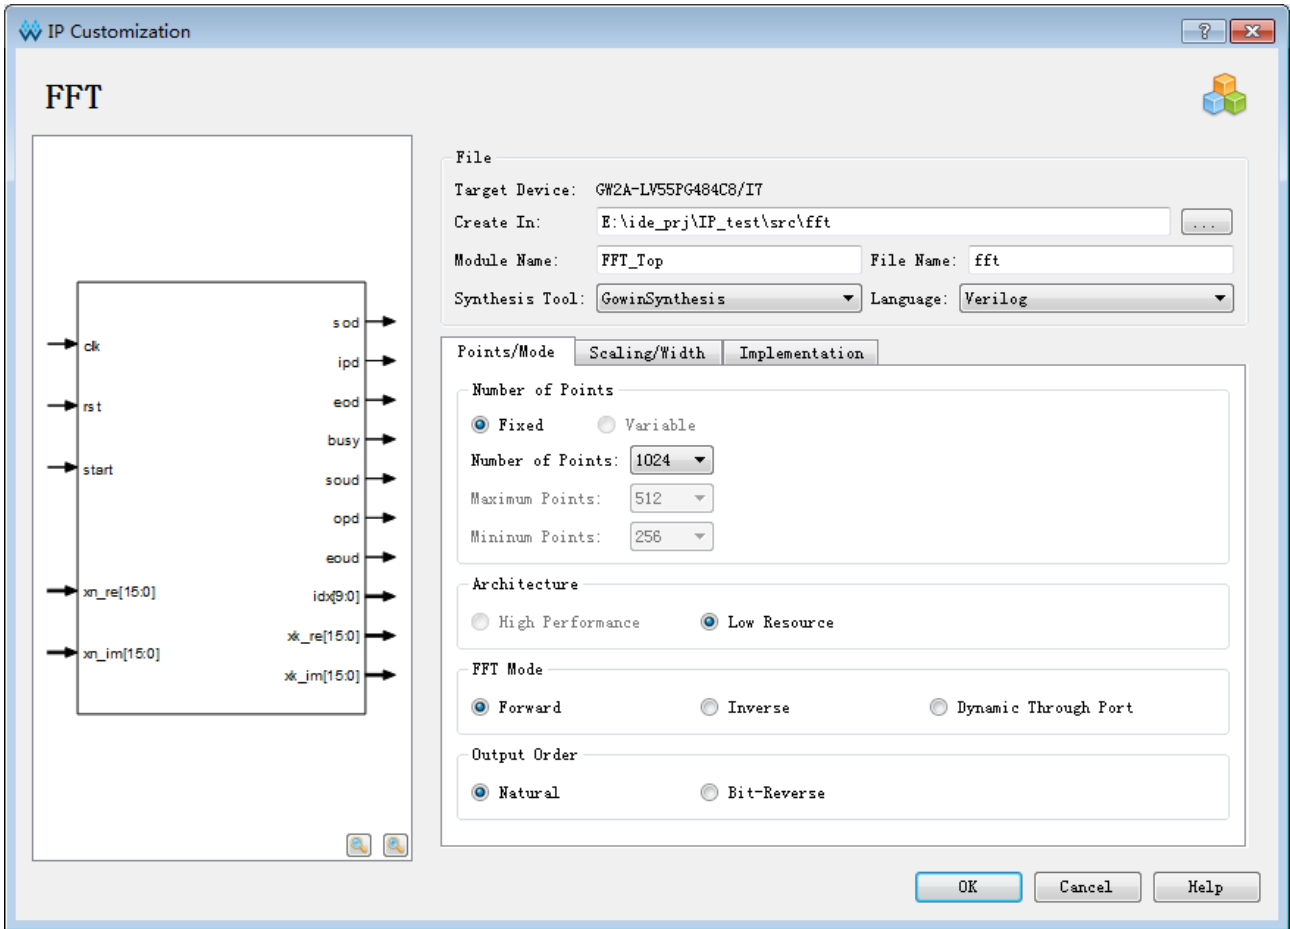 IP Customization
FFT
clk
rst
start
xn_re[15:0]
xn_im[15:0]
sod
ipd
eod
busy
soud
opd
eoud
idx[9:0]
xk_re[15:0]
xk_im[15:0]
File
Target Device: GW2A-LV55PG484C8/I7
Create In: E:\ide_prj\IP_test\src\fft ...
Module Name: FFT_Top File Name: fft
Synthesis Tool: GowinSynthesis Language: Verilog
Points/Mode Scaling/Width Implementation
Number of Points
Fixed Variable
Number of Points: 1024
Maximum Points: 512
Mininum Points: 256
Architecture
High Performance Low Resource
FFT Mode
Forward Inverse Dynamic Through Port
Output Order
Natural Bit-Reverse
OK Cancel Help